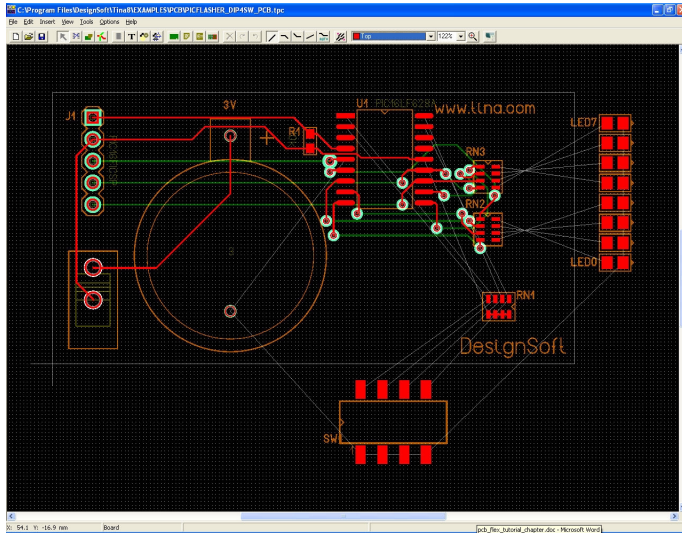 C:\Program Files\DesignSoft\Tina8\EXAMPLES\PCB\PICFLASHER_DIP4SW_PCB.tpc
File Edit Insert View Tools Options Help
T
Top
122%
J1
3V
U1 PIC16LF628A
www.tina.com
LED7
R1
RN3
RN2
LED0
RN1
DesignSoft
SW
X: 54.1 Y: -16.9 mm Board
pcb_flex_tutorial_chapter.doc - Microsoft Word